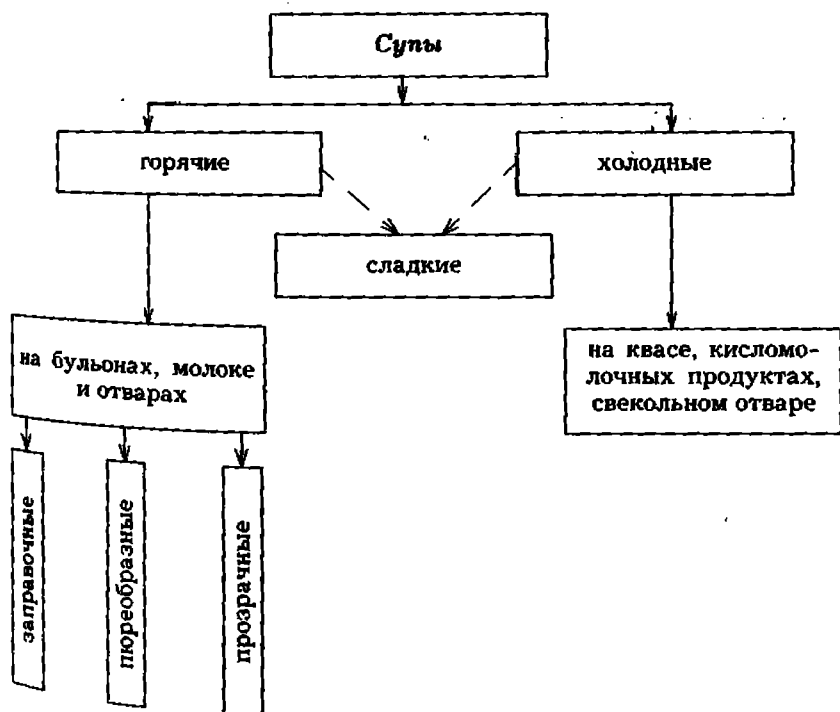 Супы
горячие
холодные
сладкие
на бульонах, молоке
и отварах
на квасе, кисломо-
лочных продуктах,
свекольном отваре
заправочные
пюреобразные
прозрачные